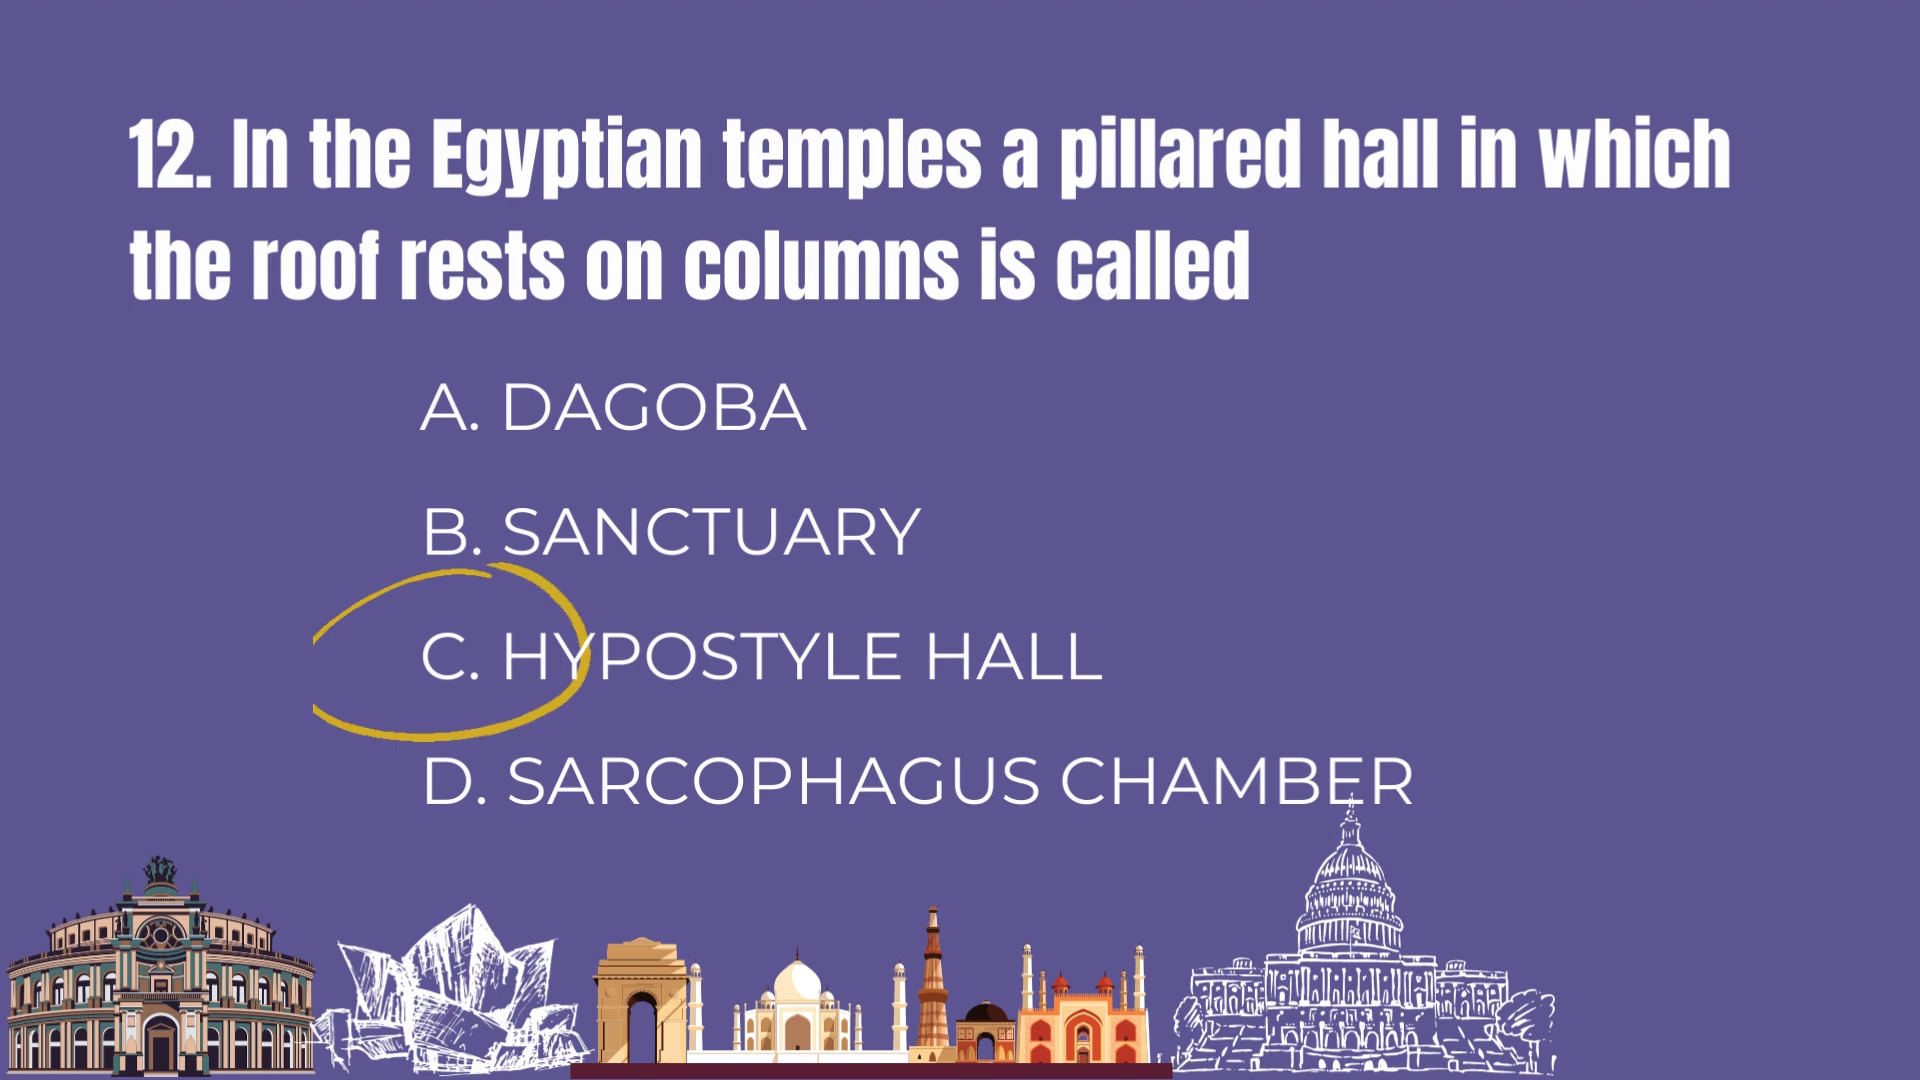 12. In the Egyptian temples a pillared hall in which
the roof rests on columns is called
A. DAGOBA
B. SANCTUARY
C. HYPOSTYLE HALL
D. SARCOPHAGUS CHAMBER